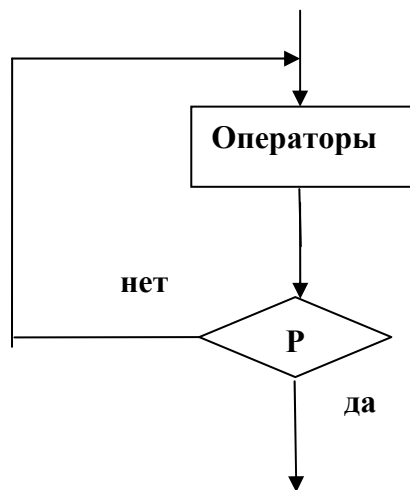 Операторы
нет
Р
да